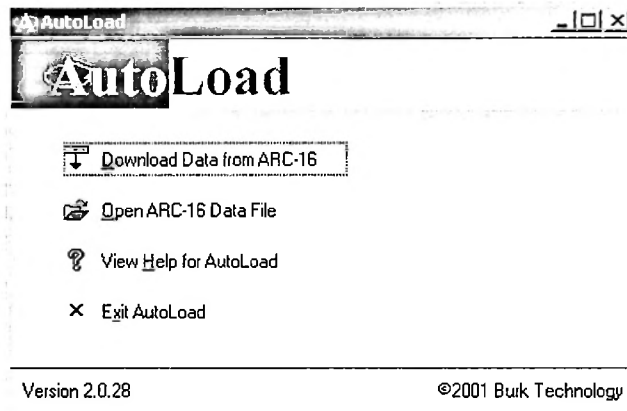 AutoLoad
AutoLoad
Download Data from ARC-16
Open ARC-16 Data File
View Help for AutoLoad
Exit AutoLoad
Version 2.0.28 ©2001 Burk Technology